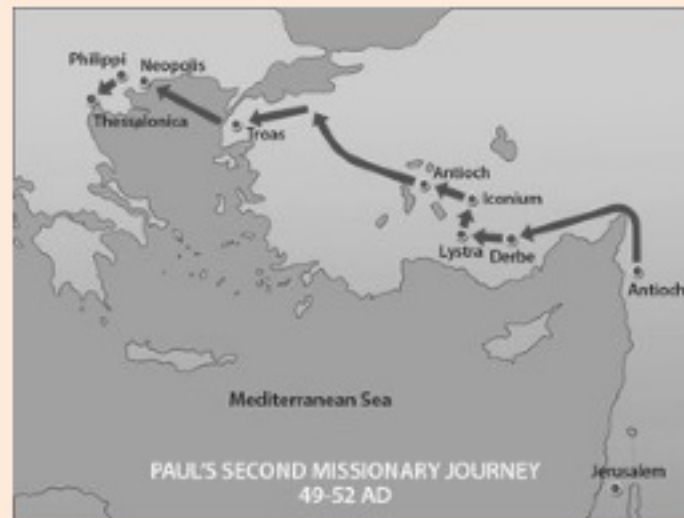 Philippi
Neopolis
Thessalonica
Troas
Antioch
Iconium
Lystra
Derbe
Antioch
Mediterranean Sea
PAUL'S SECOND MISSIONARY JOURNEY
49-52 AD
Jerusalem